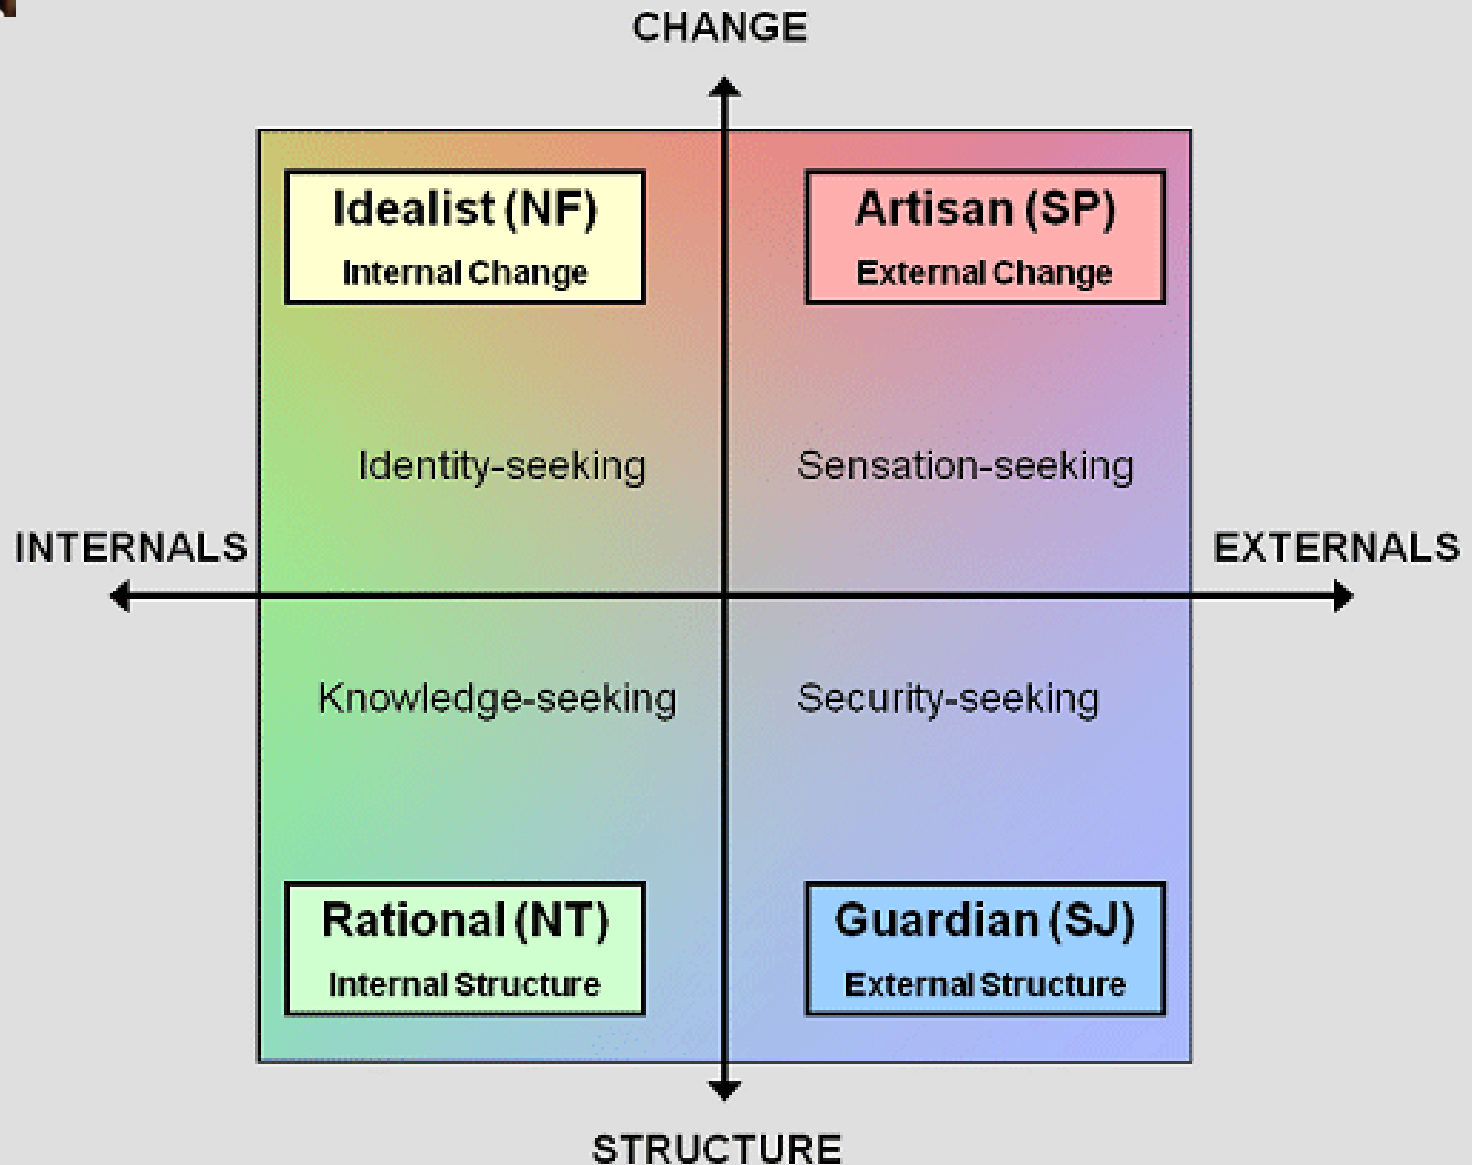 CHANGE
Idealist (NF)
Internal Change
Artisan (SP)
External Change
Identity-seeking
Sensation-seeking
INTERNALS
EXTERNALS
Knowledge-seeking
Security-seeking
Rational (NT)
Internal Structure
Guardian (SJ)
External Structure
STRUCTURE